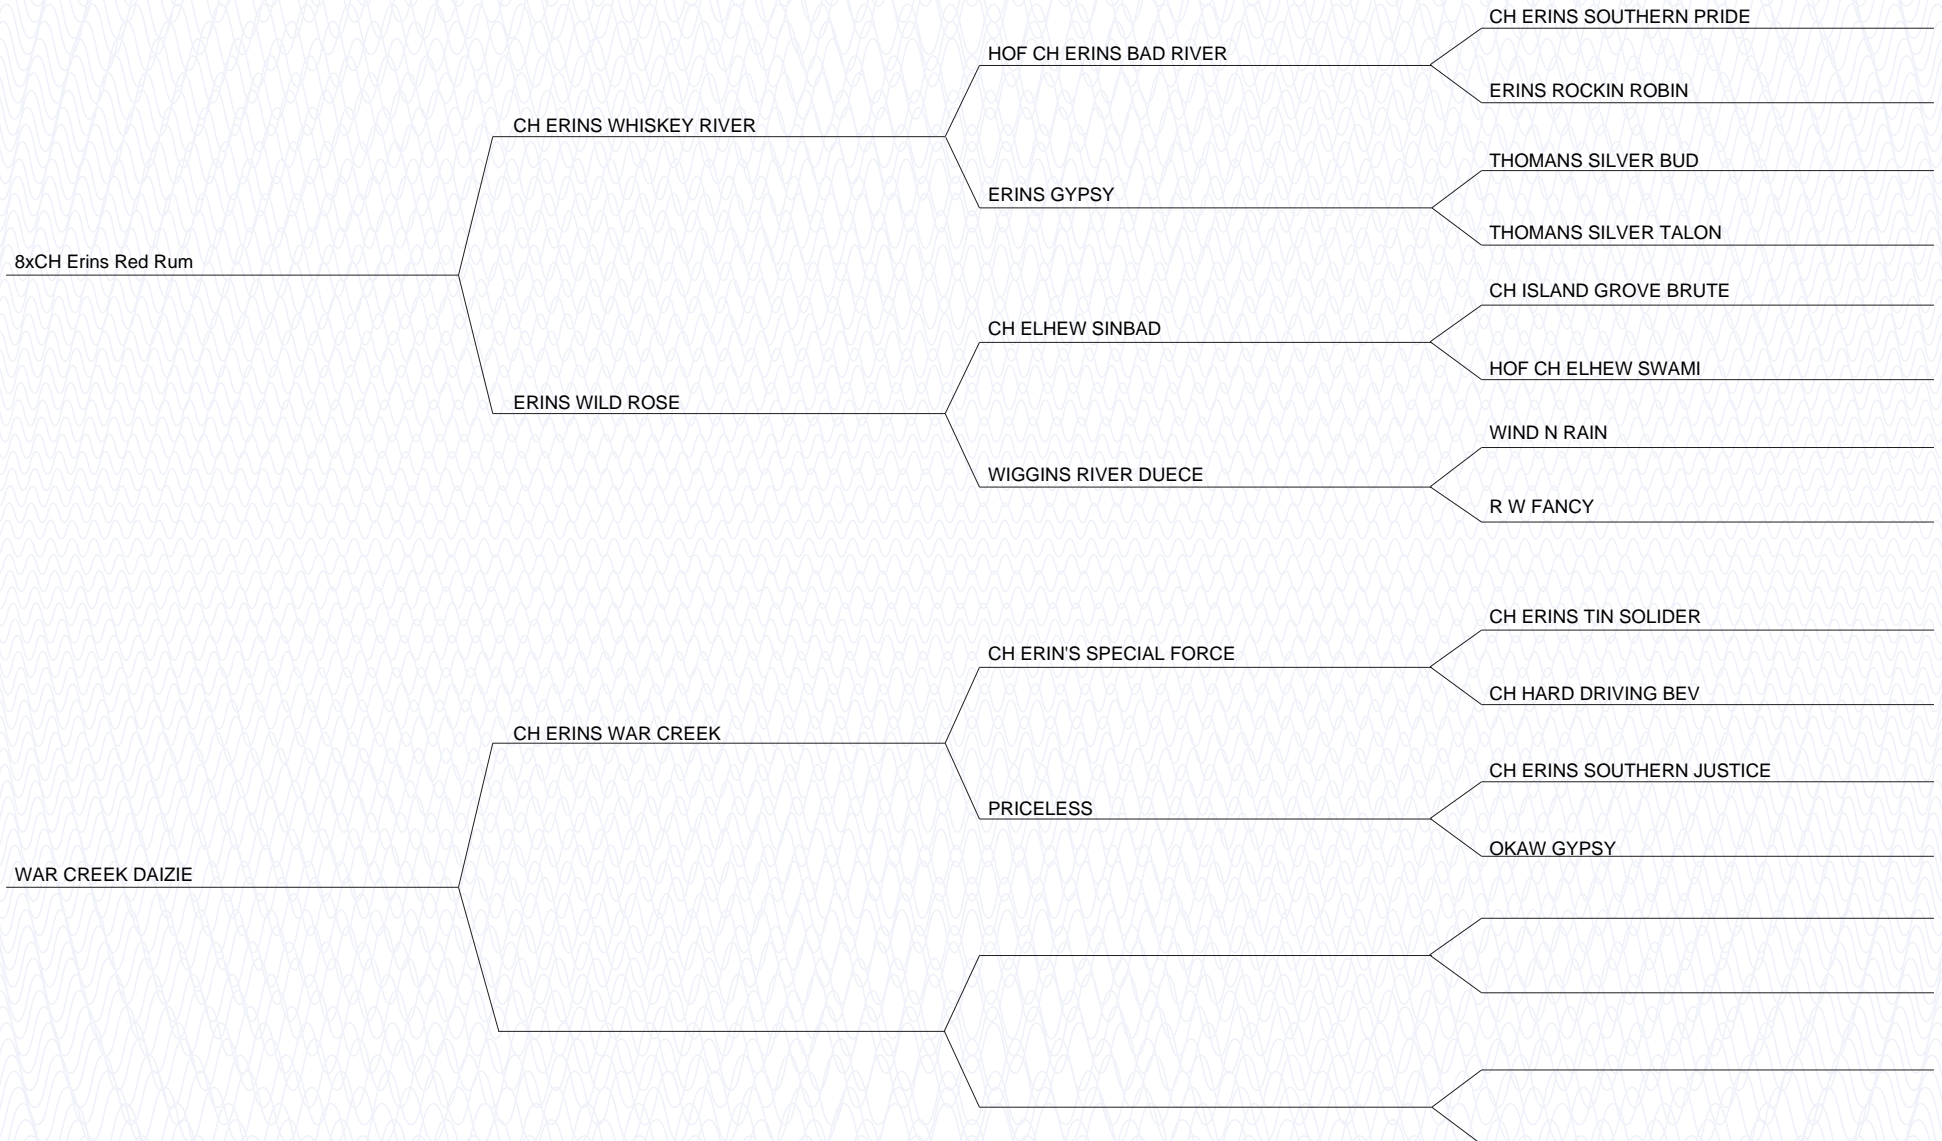 CH ERINS SOUTHERN PRIDE
HOF CH ERINS BAD RIVER
ERINS ROCKIN ROBIN
CH ERINS WHISKEY RIVER
THOMANS SILVER BUD
ERINS GYPSY
THOMANS SILVER TALON
8xCH Erins Red Rum
CH ISLAND GROVE BRUTE
CH ELHEW SINBAD
HOF CH ELHEW SWAMI
ERINS WILD ROSE
WIND N RAIN
WIGGINS RIVER DUECE
R W FANCY
CH ERINS TIN SOLIDER
CH ERIN'S SPECIAL FORCE
CH HARD DRIVING BEV
CH ERINS WAR CREEK
CH ERINS SOUTHERN JUSTICE
PRICELESS
OKAW GYPSY
WAR CREEK DAIZIE